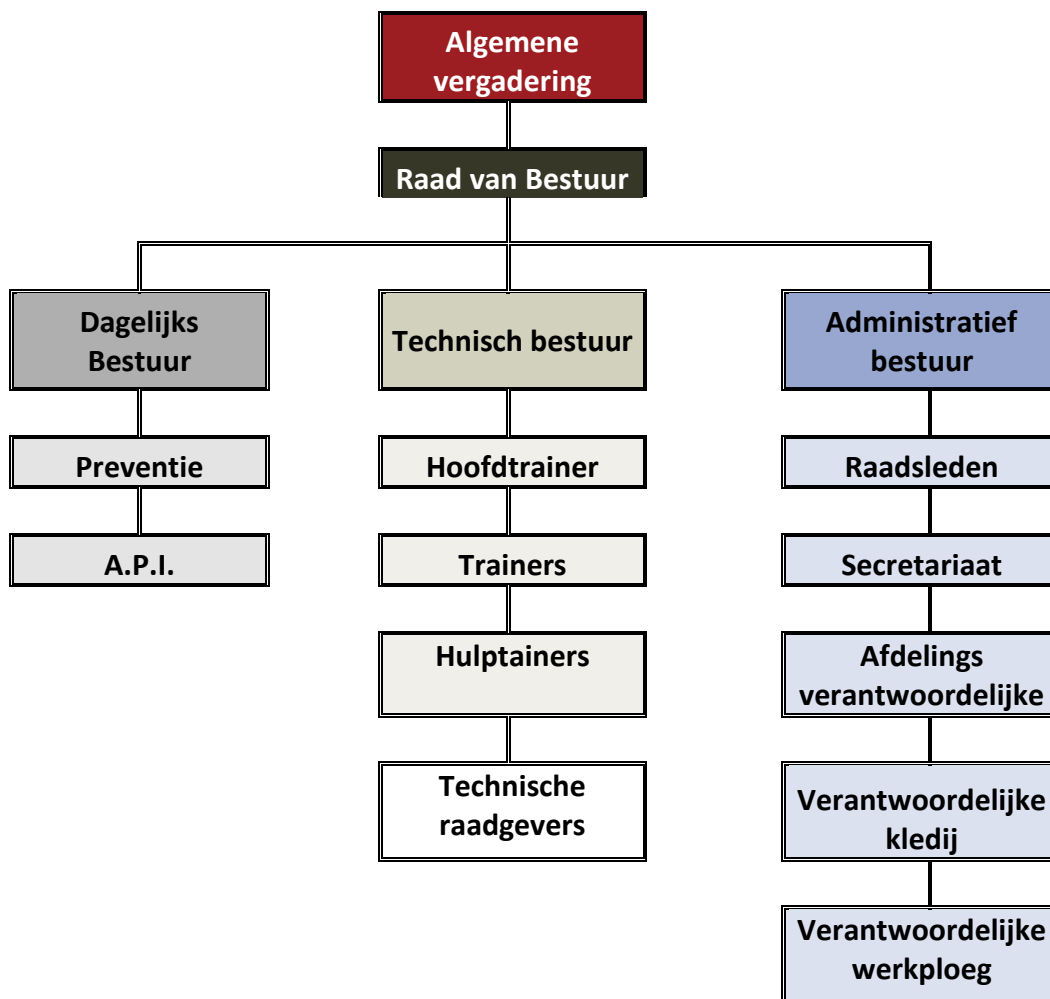 Algemene
vergadering
Raad van Bestuur
Dagelijks
Bestuur
Preventie
A.P.I.
Technisch bestuur
Hoofdtrainer
Trainers
Hulptainers
Technische
raadgevers
Administratief
bestuur
Raadsleden
Secretariaat
Afdelings
verantwoordelijke
Verantwoordelijke
kledij
Verantwoordelijke
werkploeg